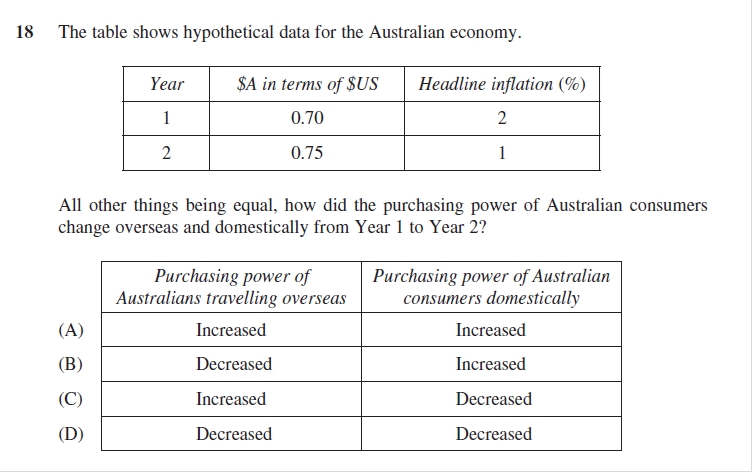 18 The table shows hypothetical data for the Australian economy.
Year $A in terms of $US Headline inflation (%)
1 0.70 2
2 0.75 1
All other things being equal, how did the purchasing power of Australian consumers
change overseas and domestically from Year 1 to Year 2?
Purchasing power of Purchasing power of Australian
Australians travelling overseas consumers domestically
(A) Increased Increased
(B) Decreased Increased
(C) Increased Decreased
(D) Decreased Decreased